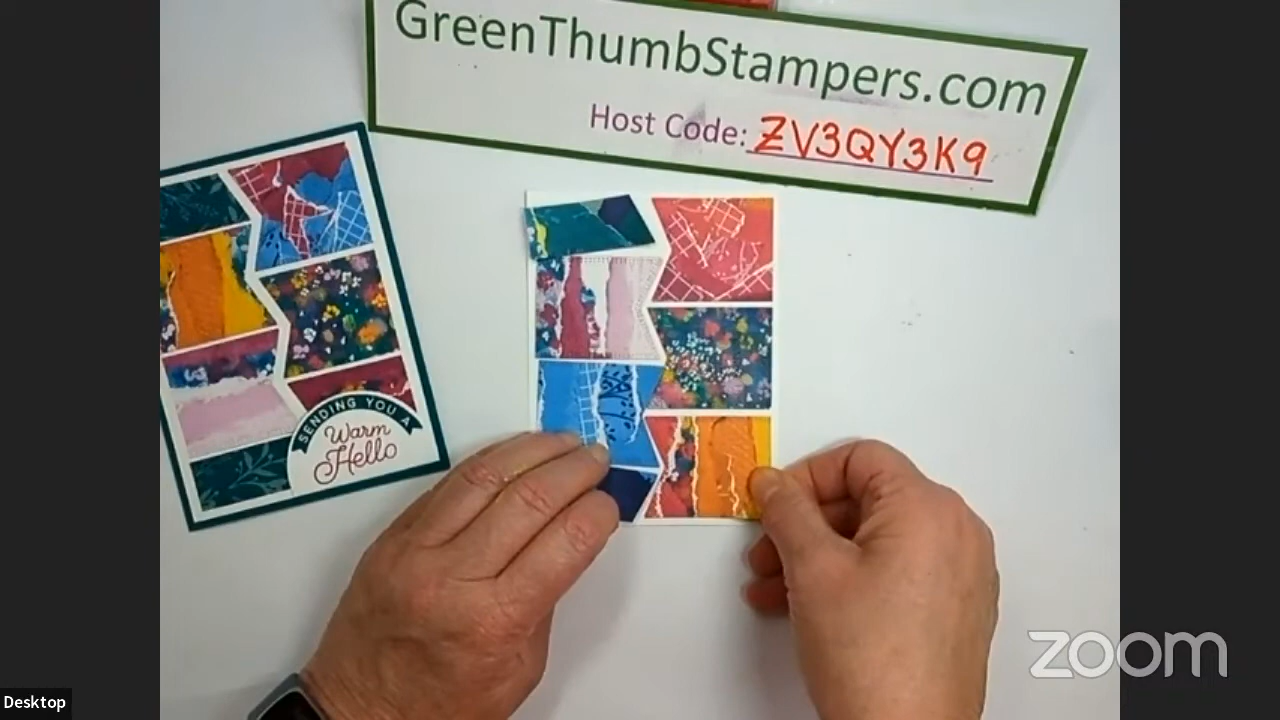 GreenThumbStampers.com
Host Code: ZV3QY3K9
SENDING YOU A
Warm
Hello
zoom
Desktop